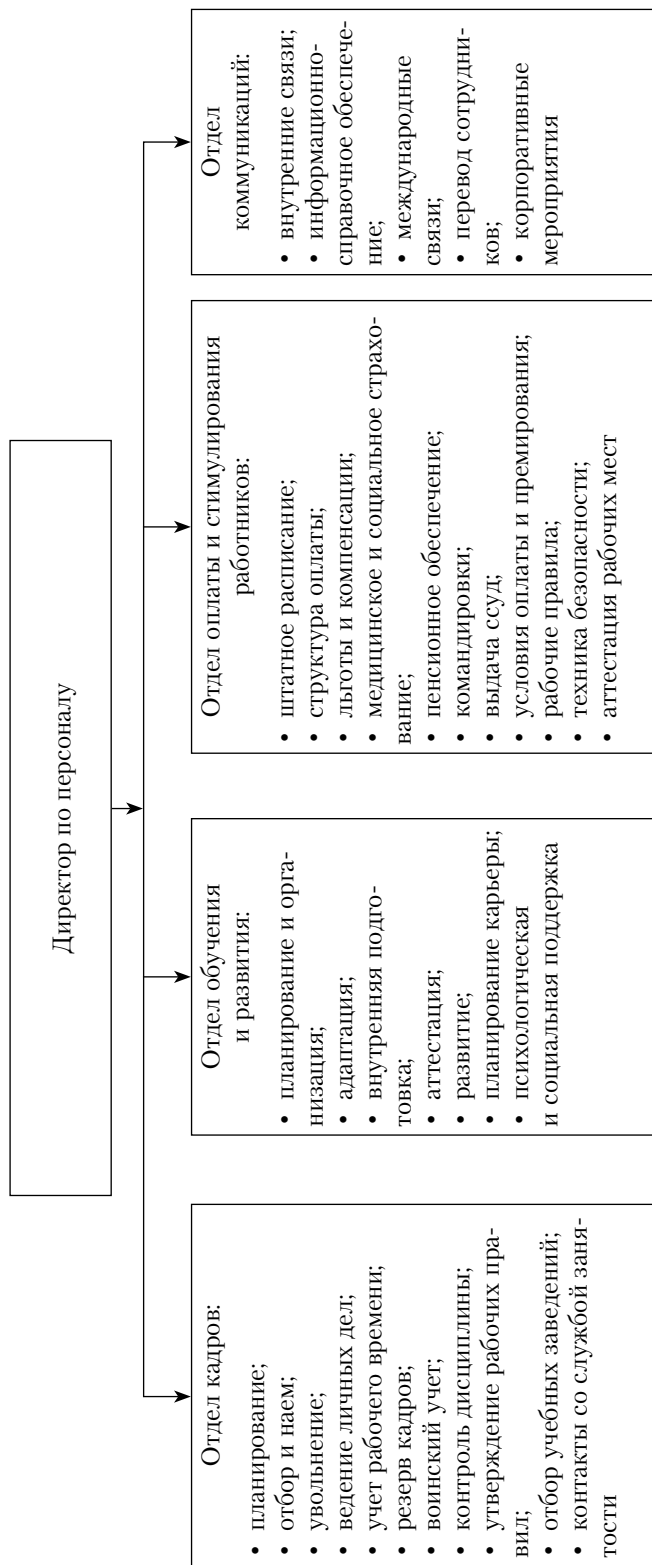 Директор по персоналу
Отдел кадров:
• планирование;
• отбор и наем;
• увольнение;
• ведение личных дел;
• учет рабочего времени;
• резерв кадров;
• воинский учет;
• контроль дисциплины;
• утверждение рабочих пра-
вил;
• отбор учебных заведений;
• контакты со службой заня-
тости
Отдел обучения
и развития:
• планирование и орга-
низация;
• адаптация;
• внутренняя подго-
товка;
• аттестация;
• развитие;
• планирование карьеры;
• психологическая
и социальная поддержка
Отдел оплаты и стимулирования
работников:
• штатное расписание;
• структура оплаты;
• льготы и компенсации;
• медицинское и социальное страхо-
вание;
• пенсионное обеспечение;
• командировки;
• выдача ссуд;
• условия оплаты и премирования;
• рабочие правила;
• техника безопасности;
• аттестация рабочих мест
Отдел
коммуникаций:
• внутренние связи;
• информационно-
справочное обеспече-
ние;
• международные
связи;
• перевод сотрудни-
ков;
• корпоративные
мероприятия